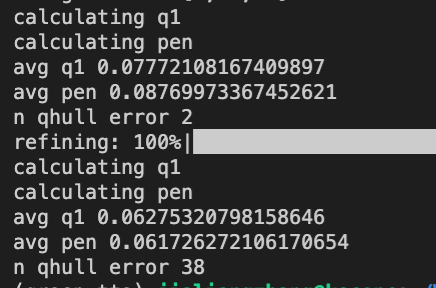 calculating q1
calculating pen
avg q1 0.07772108167409897
avg pen 0.08769973367452621
n qhull error 2
refining: 100%|
calculating q1
calculating pen
avg q1 0.06275320798158646
avg pen 0.061726272106170654
n qhull error 38